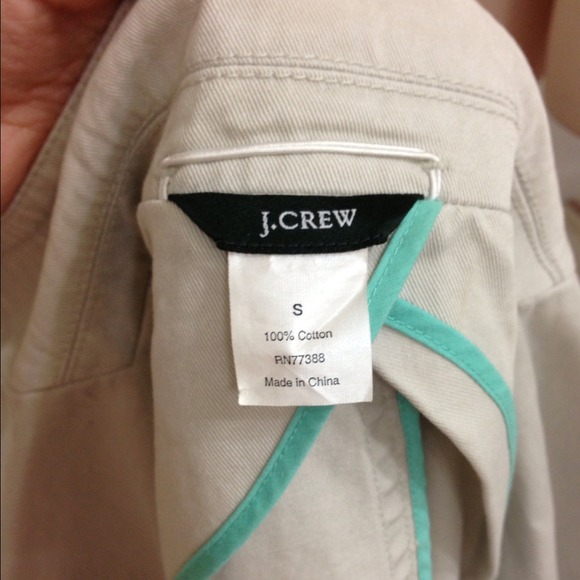 J.CREW
S
100% Cotton
RN77388
Made in China